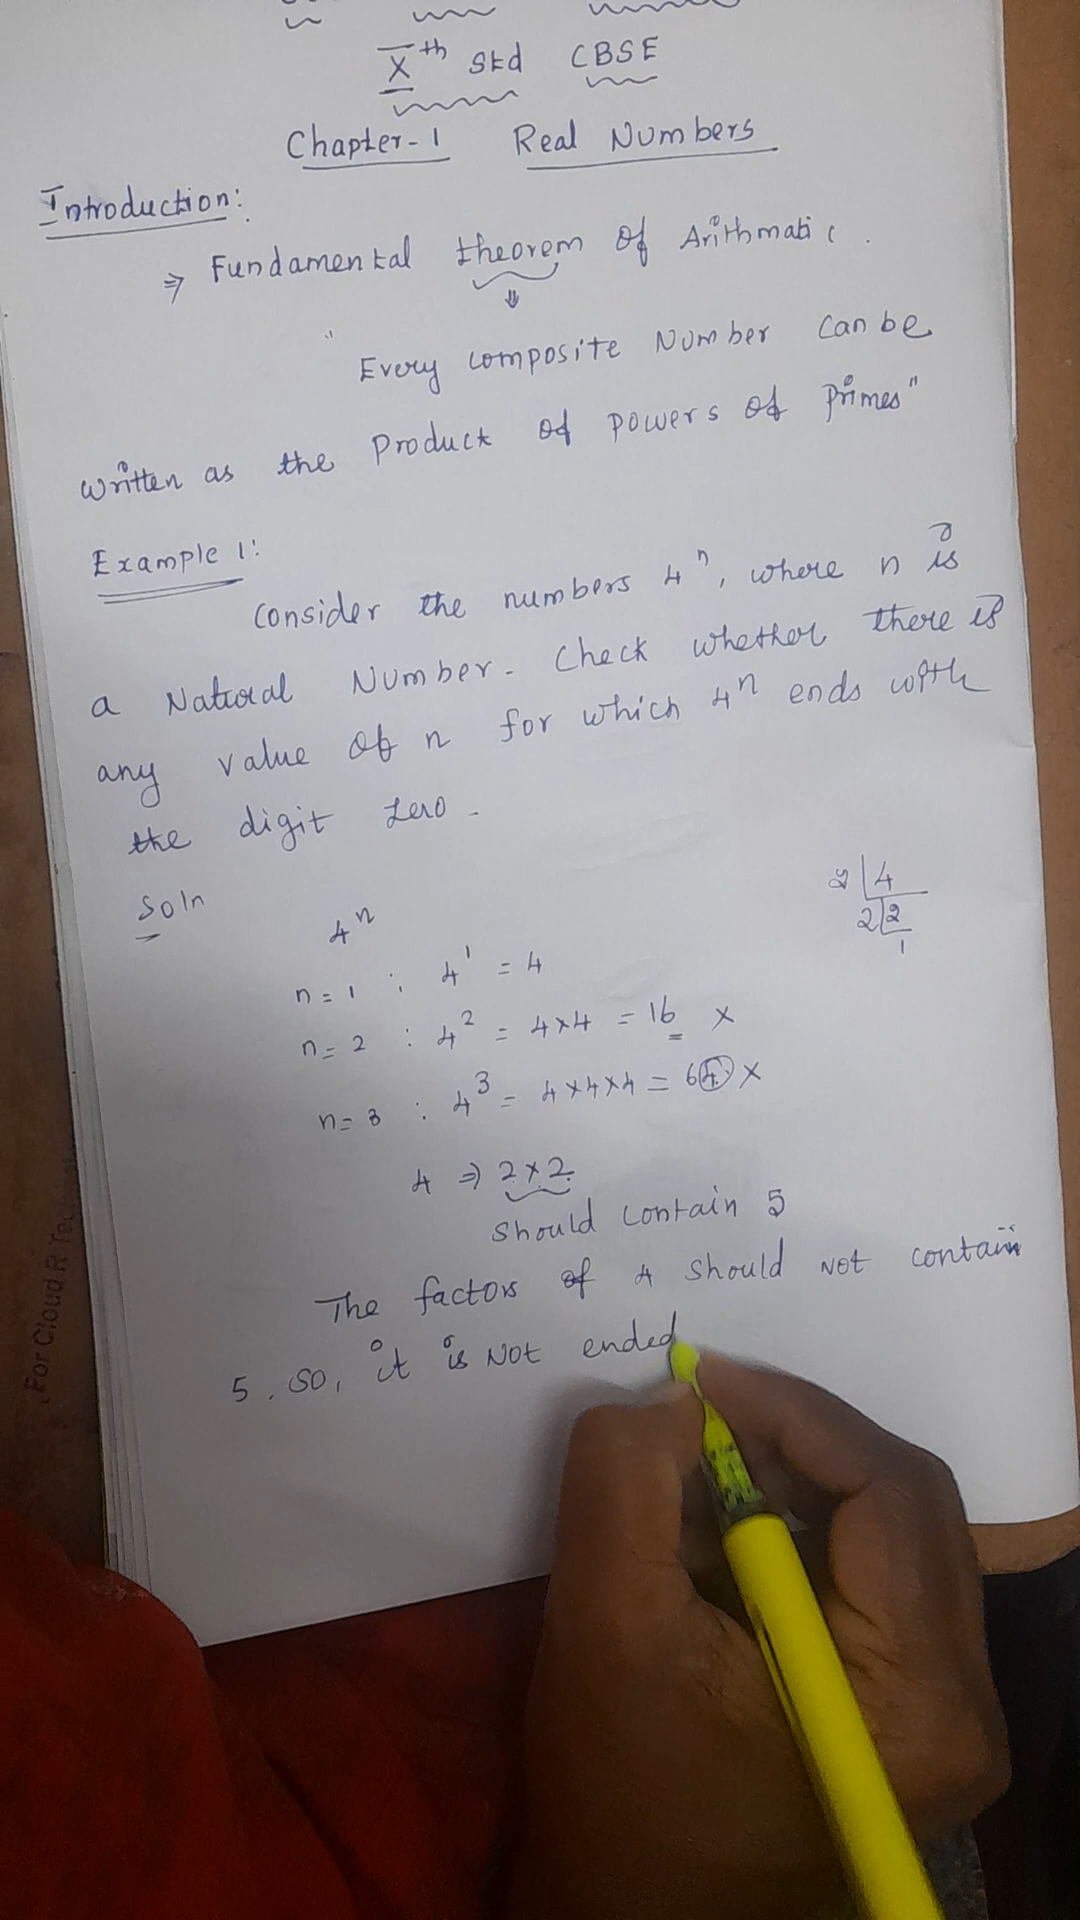 Xth Std CBSE
Chapter-1 Real Numbers
Introduction:
⇒ Fundamental theorem of Arithmatic.
⇓
"Every composite Number can be
written as the Product of powers of Primes"
Example 1:
Consider the numbers 4ⁿ, where n is
a Natural Number. Check whether there is
any value of n for which 4ⁿ ends with
the digit zero.
Soln
4ⁿ
2 | 4
2 | 2
1
n = 1 : 4¹ = 4
n = 2 : 4² = 4×4 = 16 ×
n = 3 : 4³ = 4×4×4 = 64 ×
4 ⇒ 2×2
Should contain 5
The factors of 4 should not contain
5. So, it is Not ended
For Cloud R